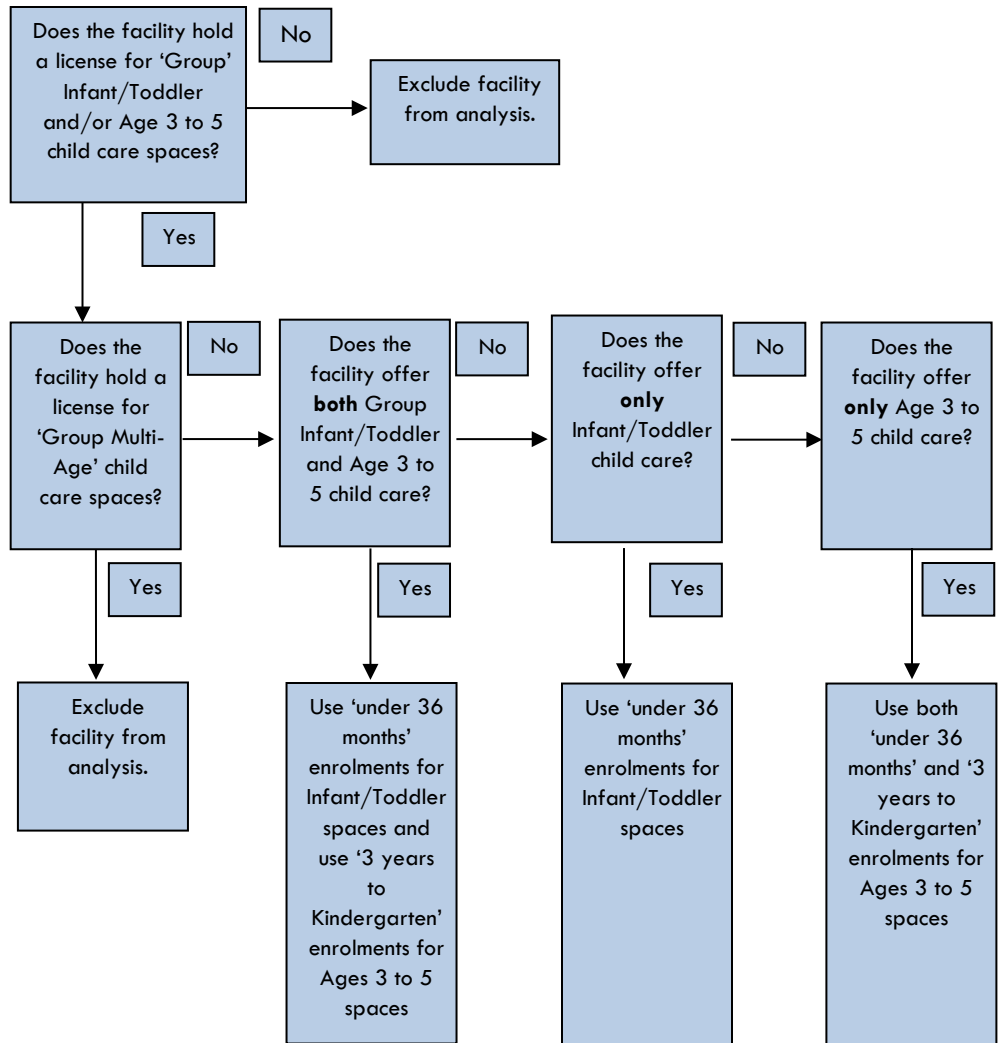 Does the facility hold
a license for ‘Group’
Infant/Toddler
and/or Age 3 to 5
child care spaces?
No
Exclude facility
from analysis.
Yes
Does the
facility hold a
license for
‘Group Multi-
Age’ child
care spaces?
No
Does the
facility offer
both Group
Infant/Toddler
and Age 3 to
5 child care?
No
Does the
facility offer
only
Infant/Toddler
child care?
No
Does the
facility offer
only Age 3 to
5 child care?
Yes
Yes
Yes
Yes
Exclude
facility from
analysis.
Use ‘under 36
months’
enrolments for
Infant/Toddler
spaces and
use ‘3 years
to
Kindergarten’
enrolments for
Ages 3 to 5
spaces
Use ‘under 36
months’
enrolments for
Infant/Toddler
spaces
Use both
‘under 36
months’ and ‘3
years to
Kindergarten’
enrolments for
Ages 3 to 5
spaces